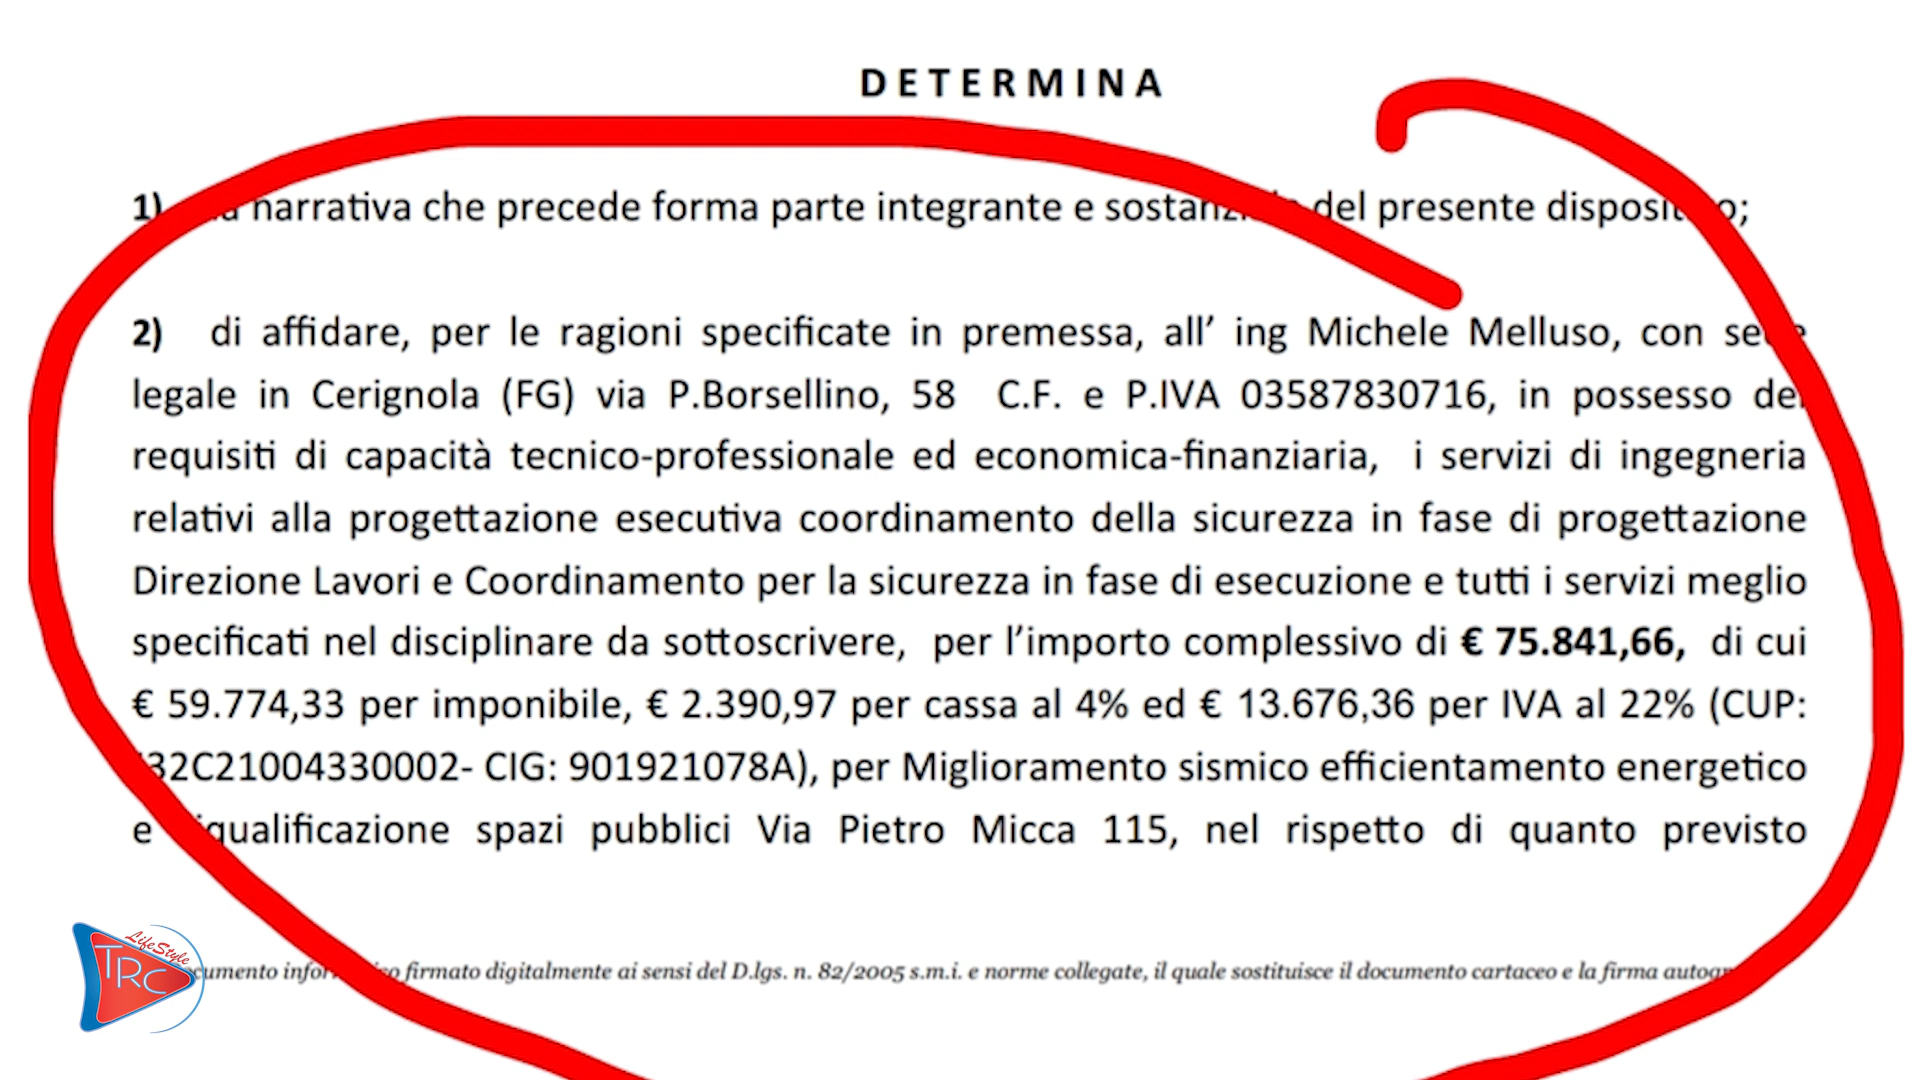 DETERMINA
1) narrativa che precede forma parte integrante e del presente
2) di affidare, per le ragioni specificate in premessa, all’ ing Michele Melluso, con
legale in Cerignola (FG) via P.Borsellino, 58 C.F. e P.IVA 03587830716, in possesso dei
requisiti di capacità tecnico-professionale ed economica-finanziaria, i servizi di ingegneria
relativi alla progettazione esecutiva coordinamento della sicurezza in fase di progettazione
Direzione Lavori e Coordinamento per la sicurezza in fase di esecuzione e tutti i servizi meglio
specificati nel disciplinare da sottoscrivere, per l’importo complessivo di € 75.841,66, di cui
€ 59.774,33 per imponibile, € 2.390,97 per cassa al 4% ed € 13.676,36 per IVA al 22% (CUP:
CIG: 901921078A), per Miglioramento sismico efficientamento energetico
e spazi pubblici Via Pietro Micca 115, nel rispetto di quanto previsto
firmato digitalmente ai sensi del D.lgs. n. 82/2005 s.m.i. e norme collegate, il quale sostituisce il documento cartaceo e la firma
LifeStyle
TRC